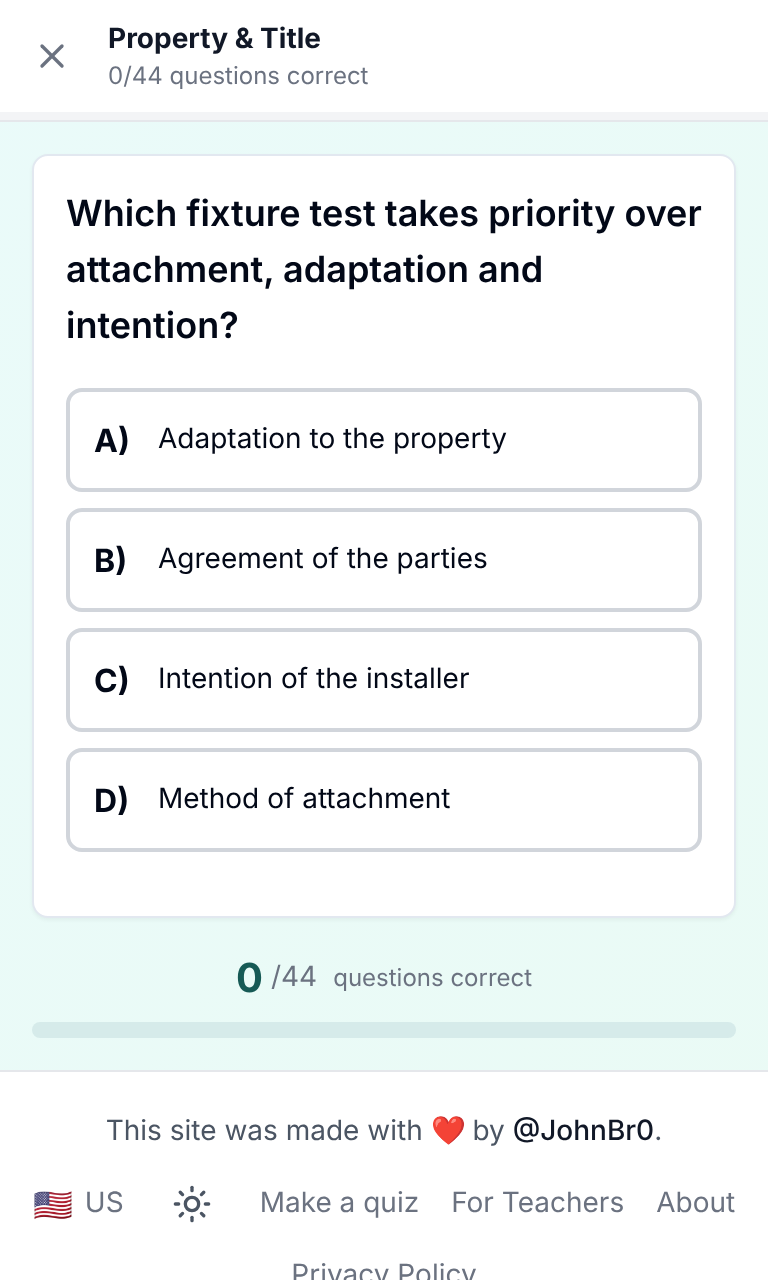 Property & Title
0/44 questions correct
Which fixture test takes priority over
attachment, adaptation and
intention?
A) Adaptation to the property
B) Agreement of the parties
C) Intention of the installer
D) Method of attachment
0 /44 questions correct
This site was made with ❤️ by @JohnBr0.
🇺🇸 US Make a quiz For Teachers About
Privacy Policy